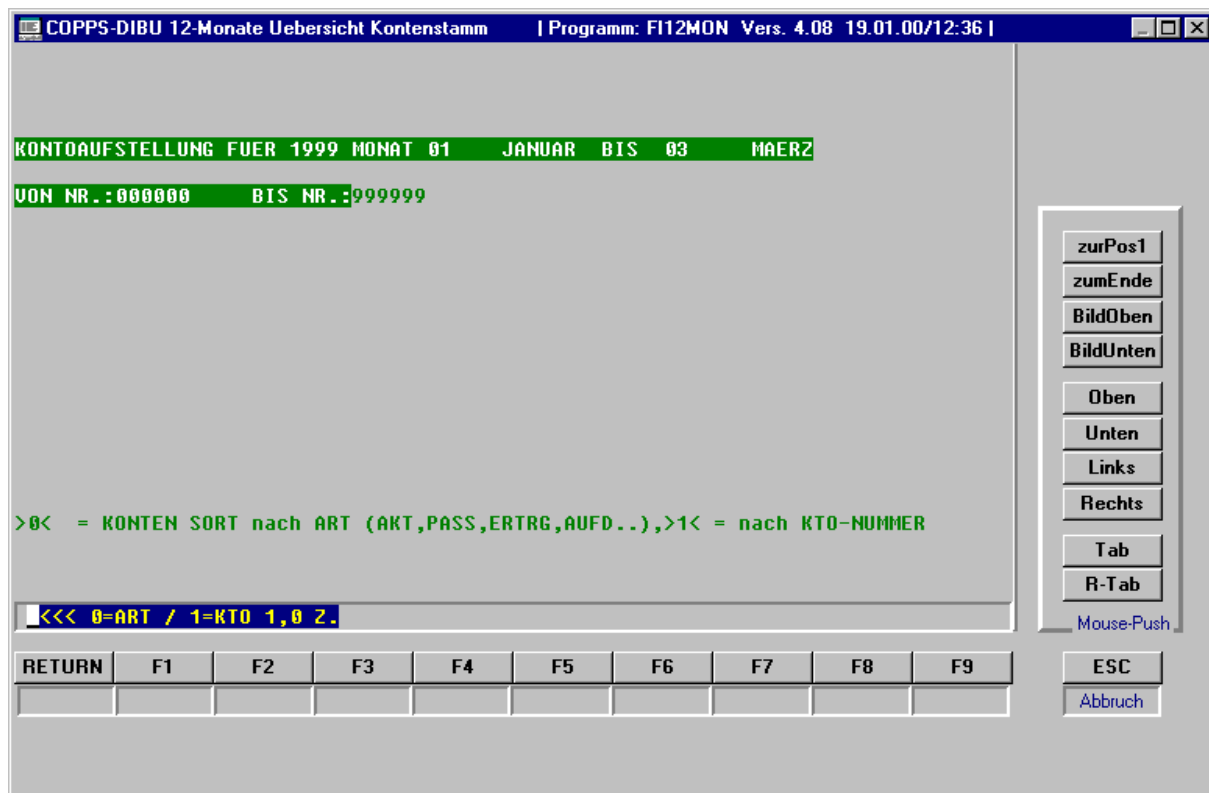 COPPS-DIBU 12-Monate Uebersicht Kontenstamm | Programm: FI12MON Vers. 4.08 19.01.00/12:36 |
KONTOAUFSTELLUNG FUER 1999 MONAT 01 JANUAR BIS 03 MAERZ
VON NR.:000000 BIS NR.:999999
zurPos1
zumEnde
BildOben
BildUnten
Oben
Unten
Links
Rechts
Tab
R-Tab
Mouse-Push
>0< = KONTEN SORT nach ART (AKT,PASS,ERTRG,AUFD..),>1< = nach KTO-NUMMER
<<< 0=ART / 1=KTO 1,0 Z.
RETURN F1 F2 F3 F4 F5 F6 F7 F8 F9 ESC
Abbruch